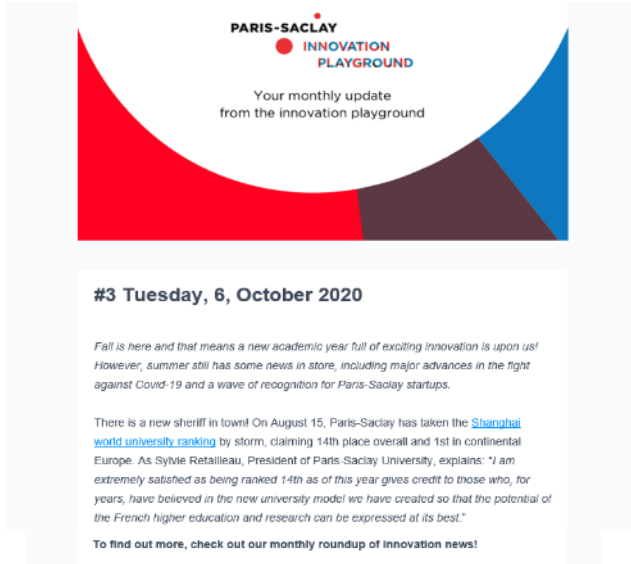 PARIS-SACLAY
INNOVATION
PLAYGROUND
Your monthly update
from the innovation playground
#3 Tuesday, 6, October 2020
Fall is here and that means a new academic year full of exciting innovation is upon us!
However, summer still has some news in store, including major advances in the fight
against Covid-19 and a wave of recognition for Paris-Saclay startups.
There is a new sheriff in town! On August 15, Paris-Saclay has taken the Shanghai
world university ranking by storm, claiming 14th place overall and 1st in continental
Europe. As Sylvie Retailleau, President of Paris-Saclay University, explains: "I am
extremely satisfied as being ranked 14th as of this year gives credit to those who, for
years, have believed in the new university model we have created so that the potential of
the French higher education and research can be expressed at its best."
To find out more, check out our monthly roundup of innovation news!